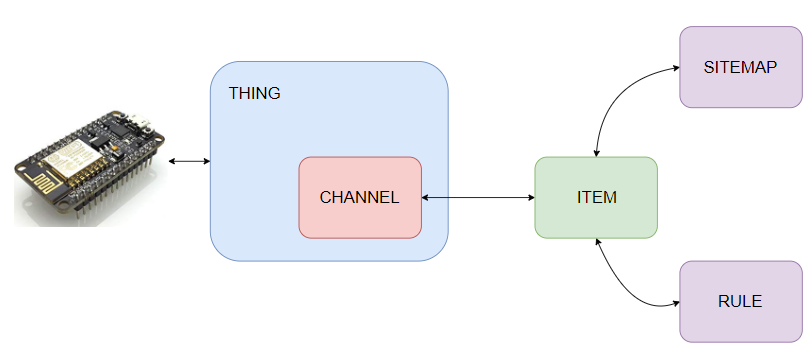 SITEMAP
THING
CHANNEL
ITEM
RULE